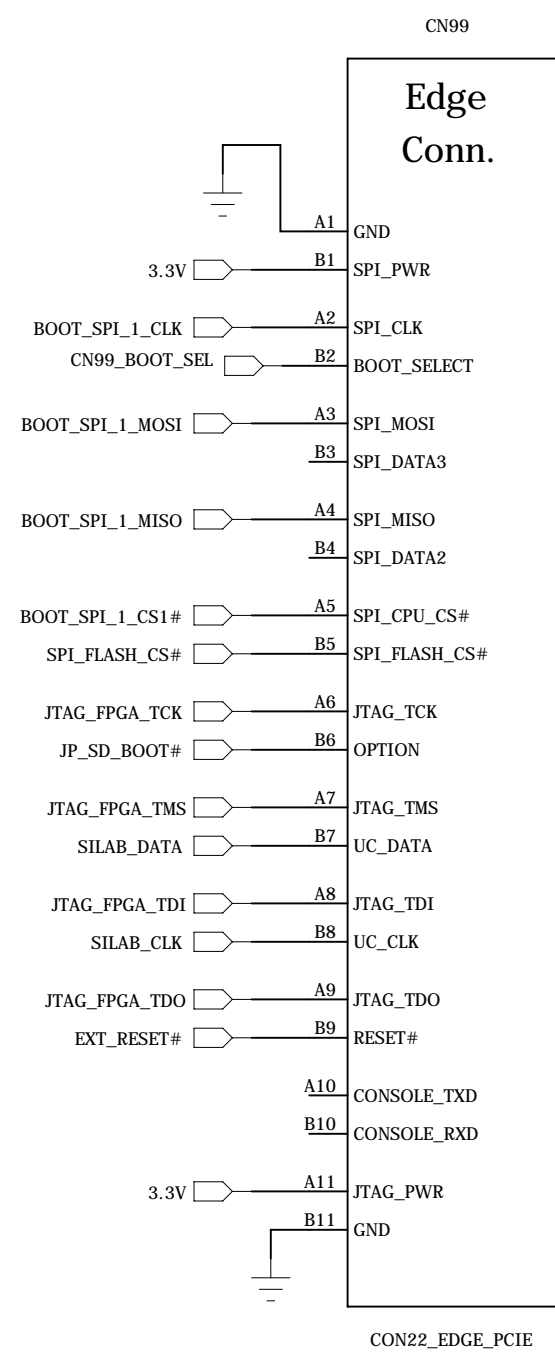 CN99
Edge
Conn.
A1 GND
3.3V B1 SPI_PWR
BOOT_SPI_1_CLK A2 SPI_CLK
CN99_BOOT_SEL B2 BOOT_SELECT
BOOT_SPI_1_MOSI A3 SPI_MOSI
B3 SPI_DATA3
BOOT_SPI_1_MISO A4 SPI_MISO
B4 SPI_DATA2
BOOT_SPI_1_CS1# A5 SPI_CPU_CS#
SPI_FLASH_CS# B5 SPI_FLASH_CS#
JTAG_FPGA_TCK A6 JTAG_TCK
JP_SD_BOOT# B6 OPTION
JTAG_FPGA_TMS A7 JTAG_TMS
SILAB_DATA B7 UC_DATA
JTAG_FPGA_TDI A8 JTAG_TDI
SILAB_CLK B8 UC_CLK
JTAG_FPGA_TDO A9 JTAG_TDO
EXT_RESET# B9 RESET#
A10 CONSOLE_TXD
B10 CONSOLE_RXD
3.3V A11 JTAG_PWR
B11 GND
CON22_EDGE_PCIE